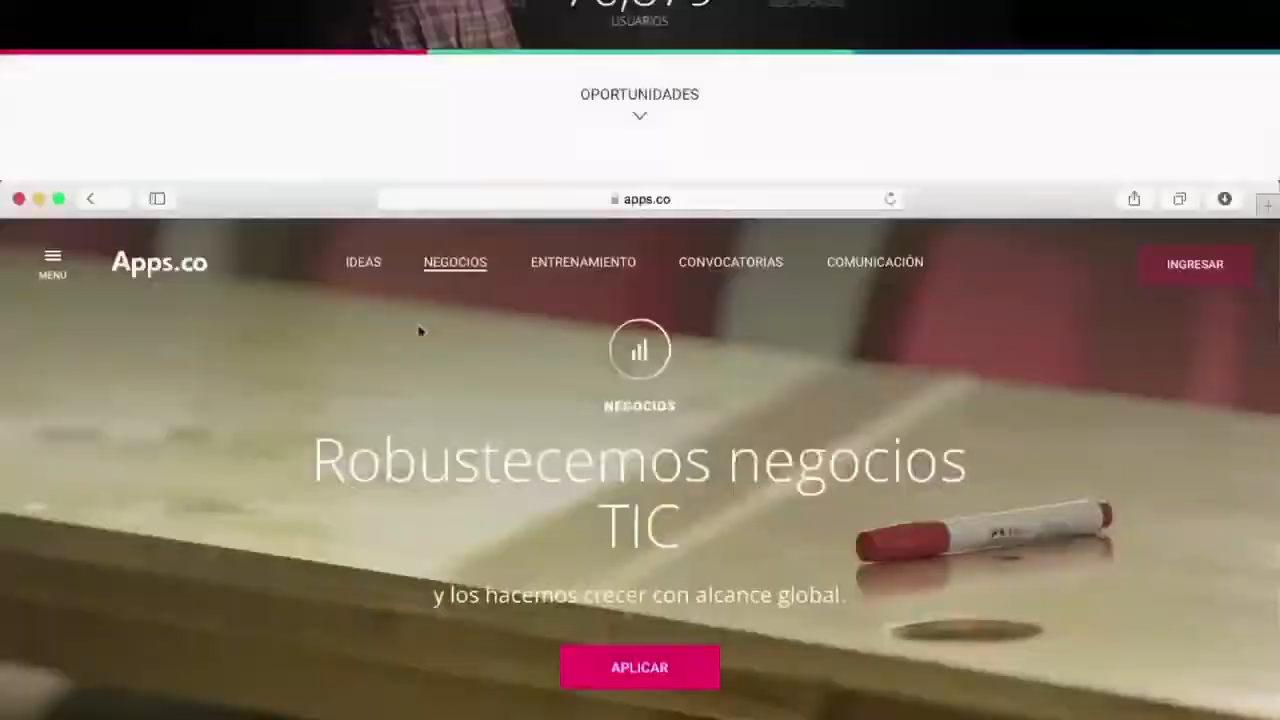 USUARIOS
OPORTUNIDADES
apps.co
MENU
Apps.co
IDEAS
NEGOCIOS
ENTRENAMIENTO
CONVOCATORIAS
COMUNICACIÓN
INGRESAR
NEGOCIOS
Robustecemos negocios
TIC
y los hacemos crecer con alcance global.
APLICAR